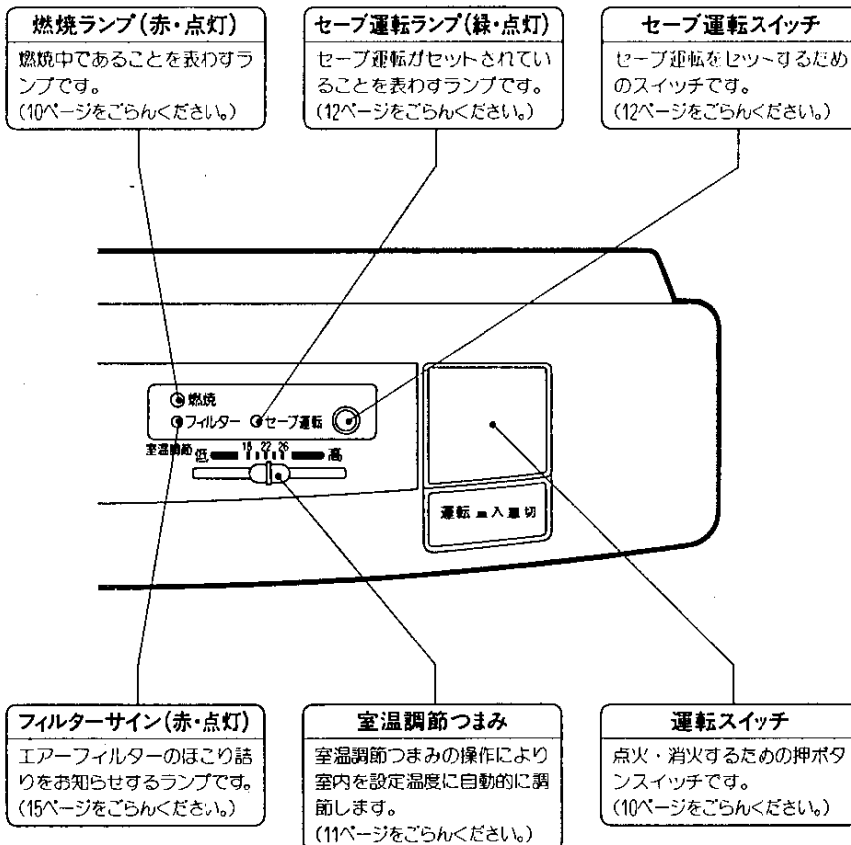 燃焼ランプ(赤・点灯)
燃焼中であることを表わすラ
ンプです。
(10ページをごらんください。)
セーブ運転ランプ(緑・点灯)
セーブ運転がセットされてい
ることを表わすランプです。
(12ページをごらんください。)
セーブ運転スイッチ
セーブ運転をセットするため
のスイッチです。
(12ページをごらんください。)
燃焼
フィルター セーブ運転
室温調節 低 18 22 26 高
運転 入 切
フィルターサイン(赤・点灯)
エアーフィルターのほこり詰
りをお知らせするランプです。
(15ページをごらんください。)
室温調節つまみ
室温調節つまみの操作により
室内を設定温度に自動的に調
節します。
(11ページをごらんください。)
運転スイッチ
点火・消火するための押ボタ
ンスイッチです。
(10ページをごらんください。)